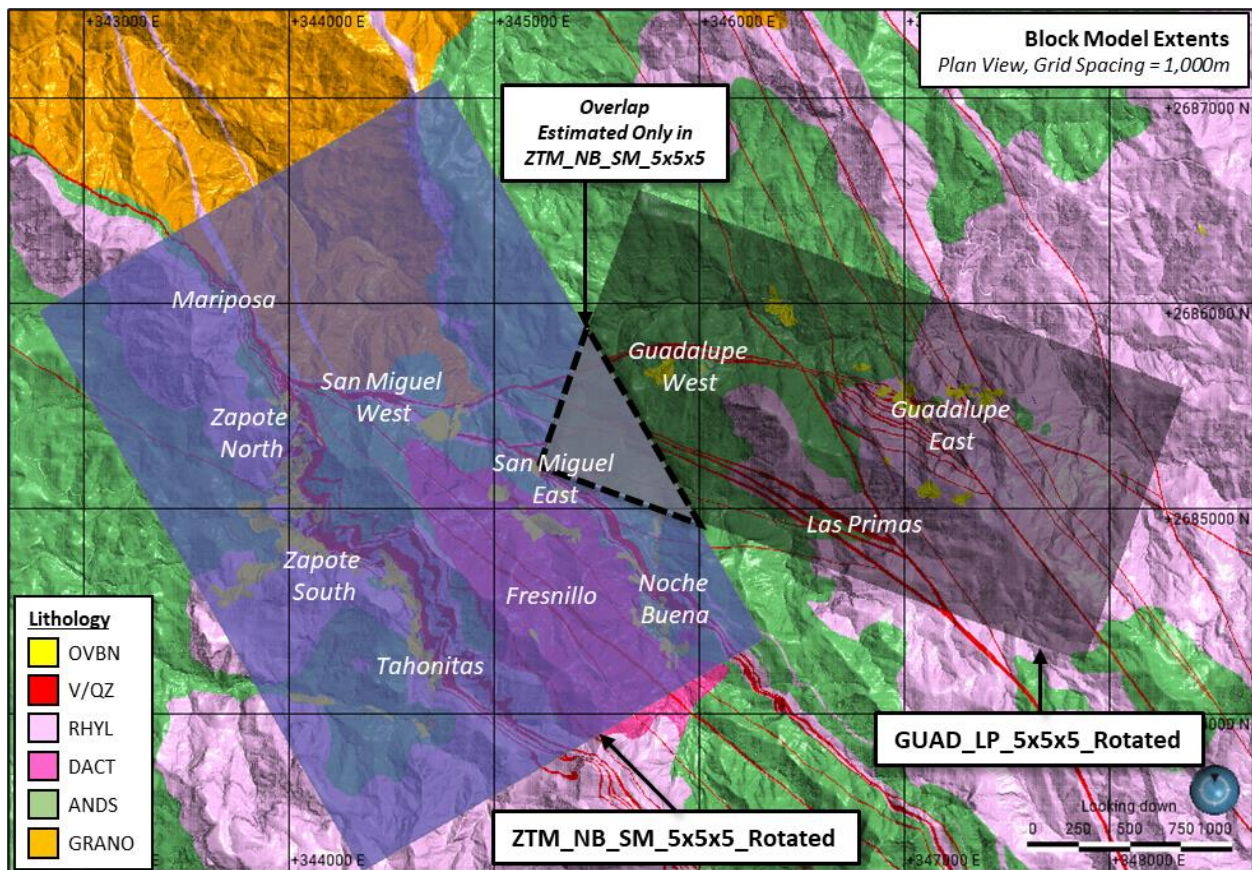 +343000 E
+344000 E
+345000 E
+346000 E
Block Model Extents
Plan View, Grid Spacing = 1,000m
+2687000 N
Overlap
Estimated Only in
ZTM_NB_SM_5x5x5
Mariposa
+2686000 N
San Miguel
West
Guadalupe
West
Zapote
North
Guadalupe
East
San Miguel
East
Las Primas
+2685000 N
Zapote
South
Fresnillo
Noche
Buena
Tahonitas
Lithology
OVBN
V/QZ
RHYL
DACT
ANDS
GRANO
000 N
GUAD_LP_5x5x5_Rotated
ZTM_NB_SM_5x5x5_Rotated
Looking down
0 250 500 750 1000
+344000 E
+347000 E
+348000 E